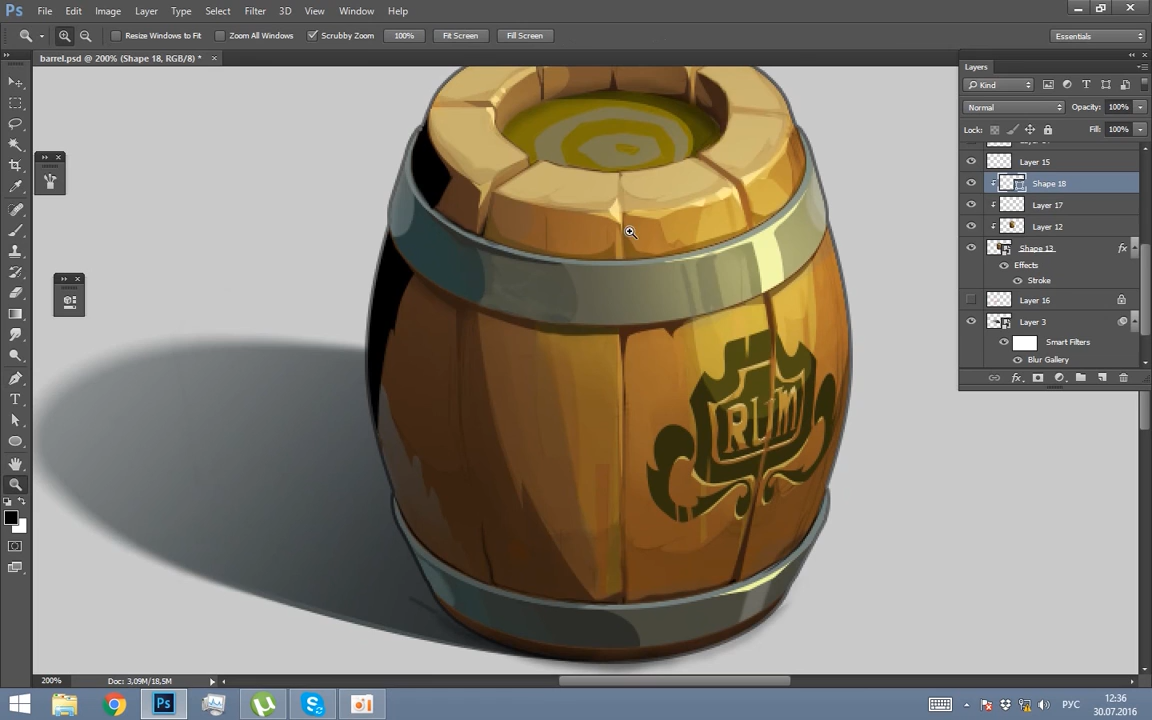 Ps File Edit Image Layer Type Select Filter 3D View Window Help
Resize Windows to Fit Zoom All Windows Scrubby Zoom 100% Fit Screen Fill Screen Essentials
barrel.psd @ 200% (Shape 18, RGB/8) *
Layers
Kind
Normal Opacity: 100%
Lock: Fill: 100%
Layer 15
Shape 18
Layer 17
Layer 12
Shape 13 fx
Effects
Stroke
Layer 16
Layer 3
Smart Filters
Blur Gallery
RUM
200% Doc: 3,09M/18,5M
РУС
12:36
30.07.2016